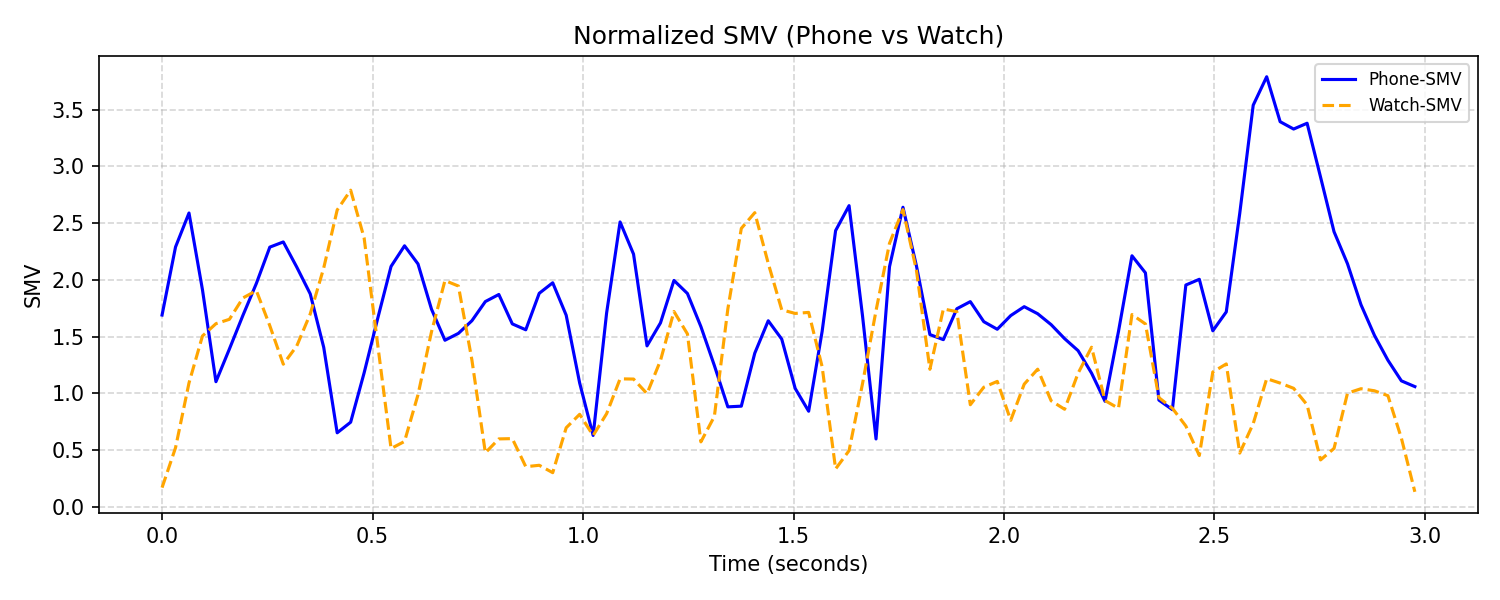 Normalized SMV (Phone vs Watch)
Phone-SMV
Watch-SMV
SMV
3.5
3.0
2.5
2.0
1.5
1.0
0.5
0.0
0.0 0.5 1.0 1.5 2.0 2.5 3.0
Time (seconds)